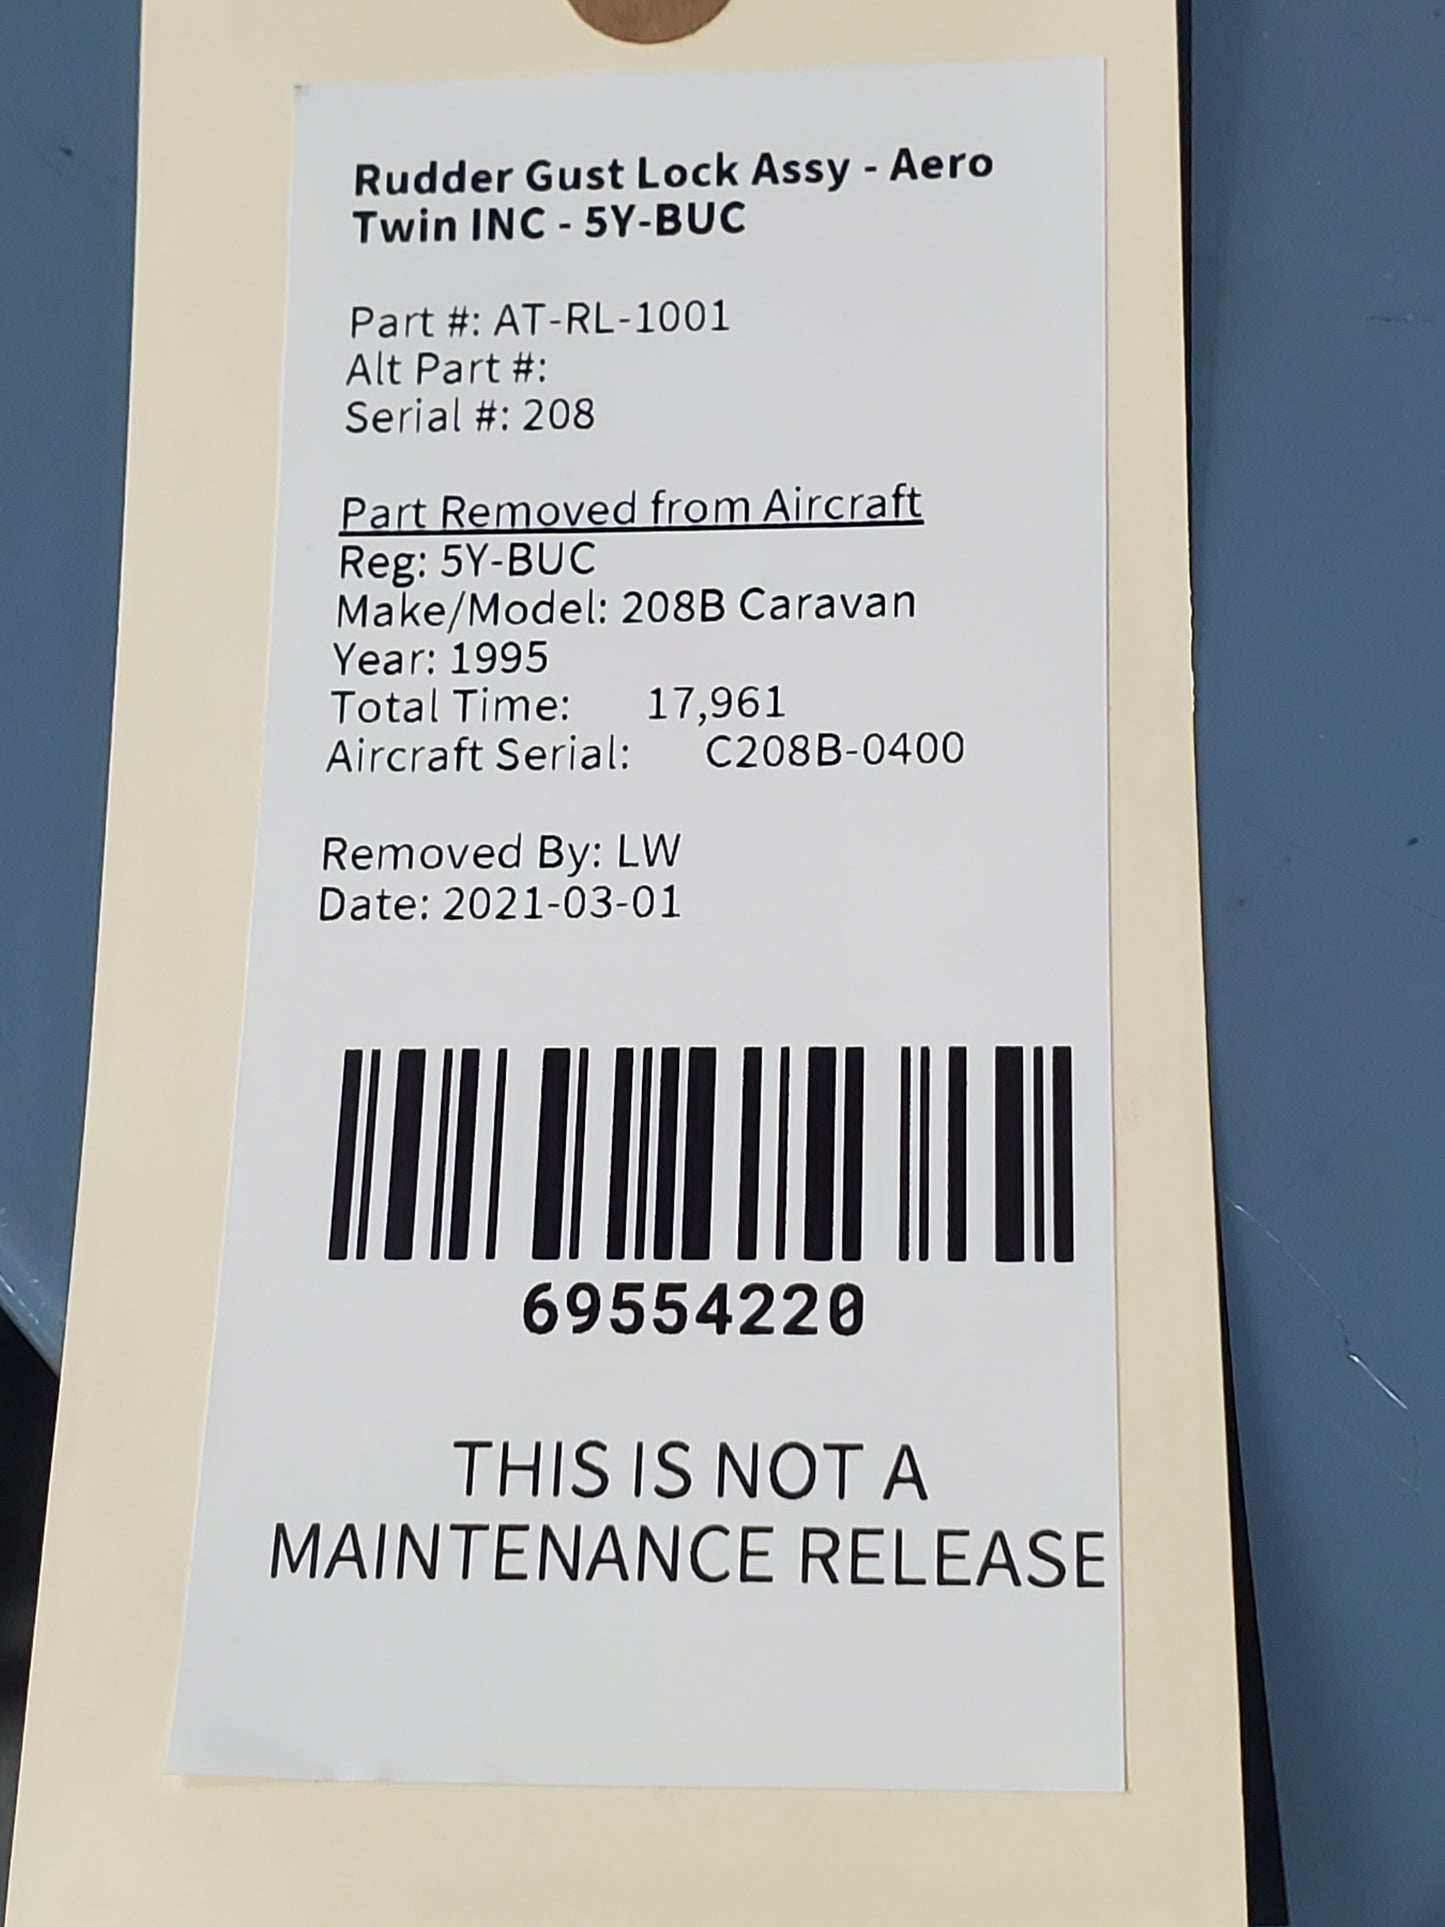 Rudder Gust Lock Assy - Aero
Twin INC - 5Y-BUC
Part #: AT-RL-1001
Alt Part #:
Serial #: 208
Part Removed from Aircraft
Reg: 5Y-BUC
Make/Model: 208B Caravan
Year: 1995
Total Time: 17,961
Aircraft Serial: C208B-0400
Removed By: LW
Date: 2021-03-01
69554220
THIS IS NOT A
MAINTENANCE RELEASE